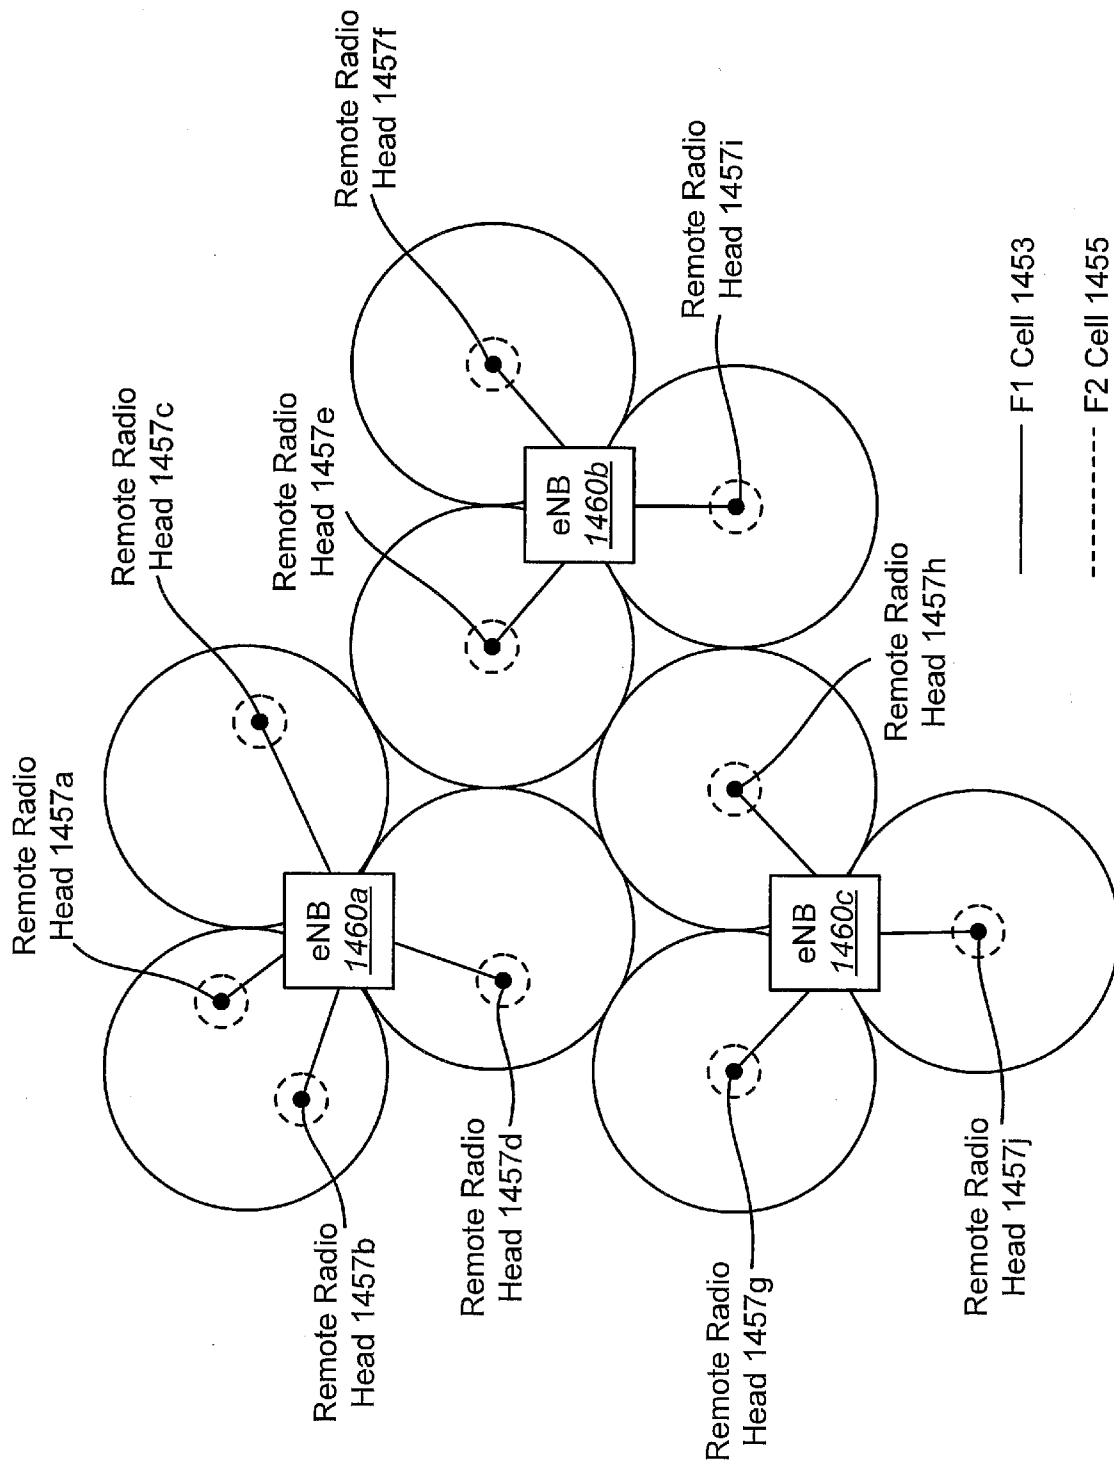 Remote Radio
Head 1457a
Remote Radio
Head 1457c
Remote Radio
Head 1457f
Remote Radio
Head 1457b
eNB
1460a
Remote Radio
Head 1457e
Remote Radio
Head 1457d
eNB
1460b
Remote Radio
Head 1457i
Remote Radio
Head 1457g
eNB
1460c
Remote Radio
Head 1457h
Remote Radio
Head 1457j
F1 Cell 1453
F2 Cell 1455